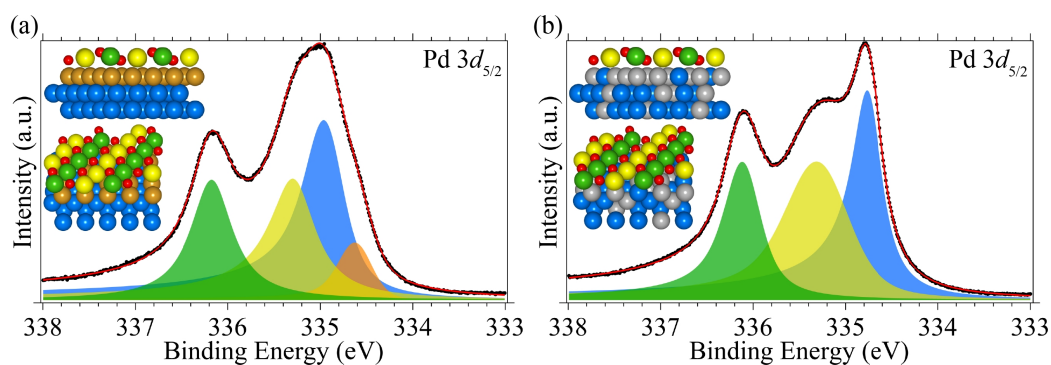 (a)
Pd 3d5/2
Intensity (a.u.)
338 337 336 335 334 333
Binding Energy (eV)
(b)
Pd 3d5/2
Intensity (a.u.)
338 337 336 335 334 333
Binding Energy (eV)